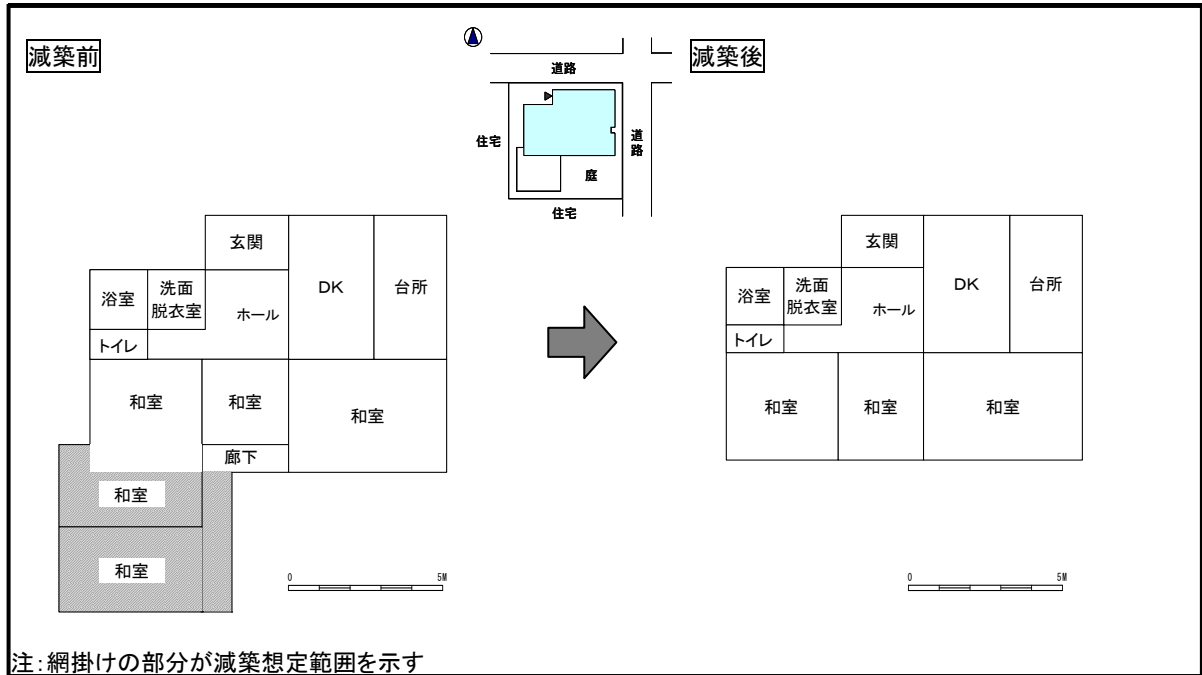 減築前
道路
住宅
道路
庭
住宅
減築後
玄関
浴室
洗面
脱衣室
ホール
DK
台所
トイレ
和室
和室
和室
廊下
和室
和室
0 5M
玄関
浴室
洗面
脱衣室
ホール
DK
台所
トイレ
和室
和室
和室
0 5M
注:網掛けの部分が減築想定範囲を示す